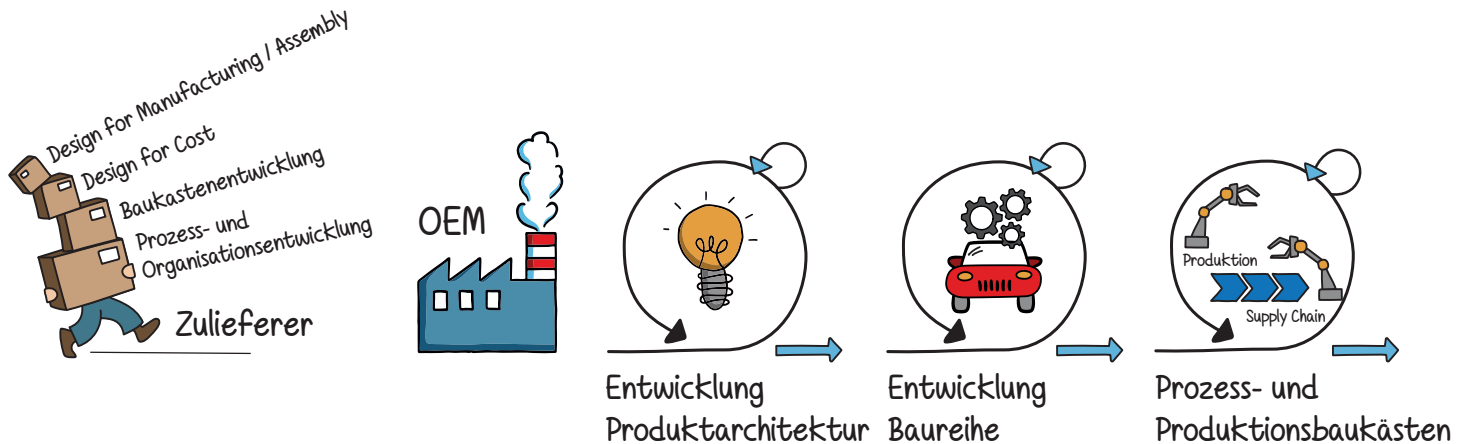 Design for Manufacturing / Assembly
Design for Cost
Baukastenentwicklung
Prozess- und
Organisationsentwicklung
Zulieferer
OEM
Entwicklung
Produktarchitektur
Entwicklung
Baureihe
Produktion
Supply Chain
Prozess- und
Produktionsbaukästen